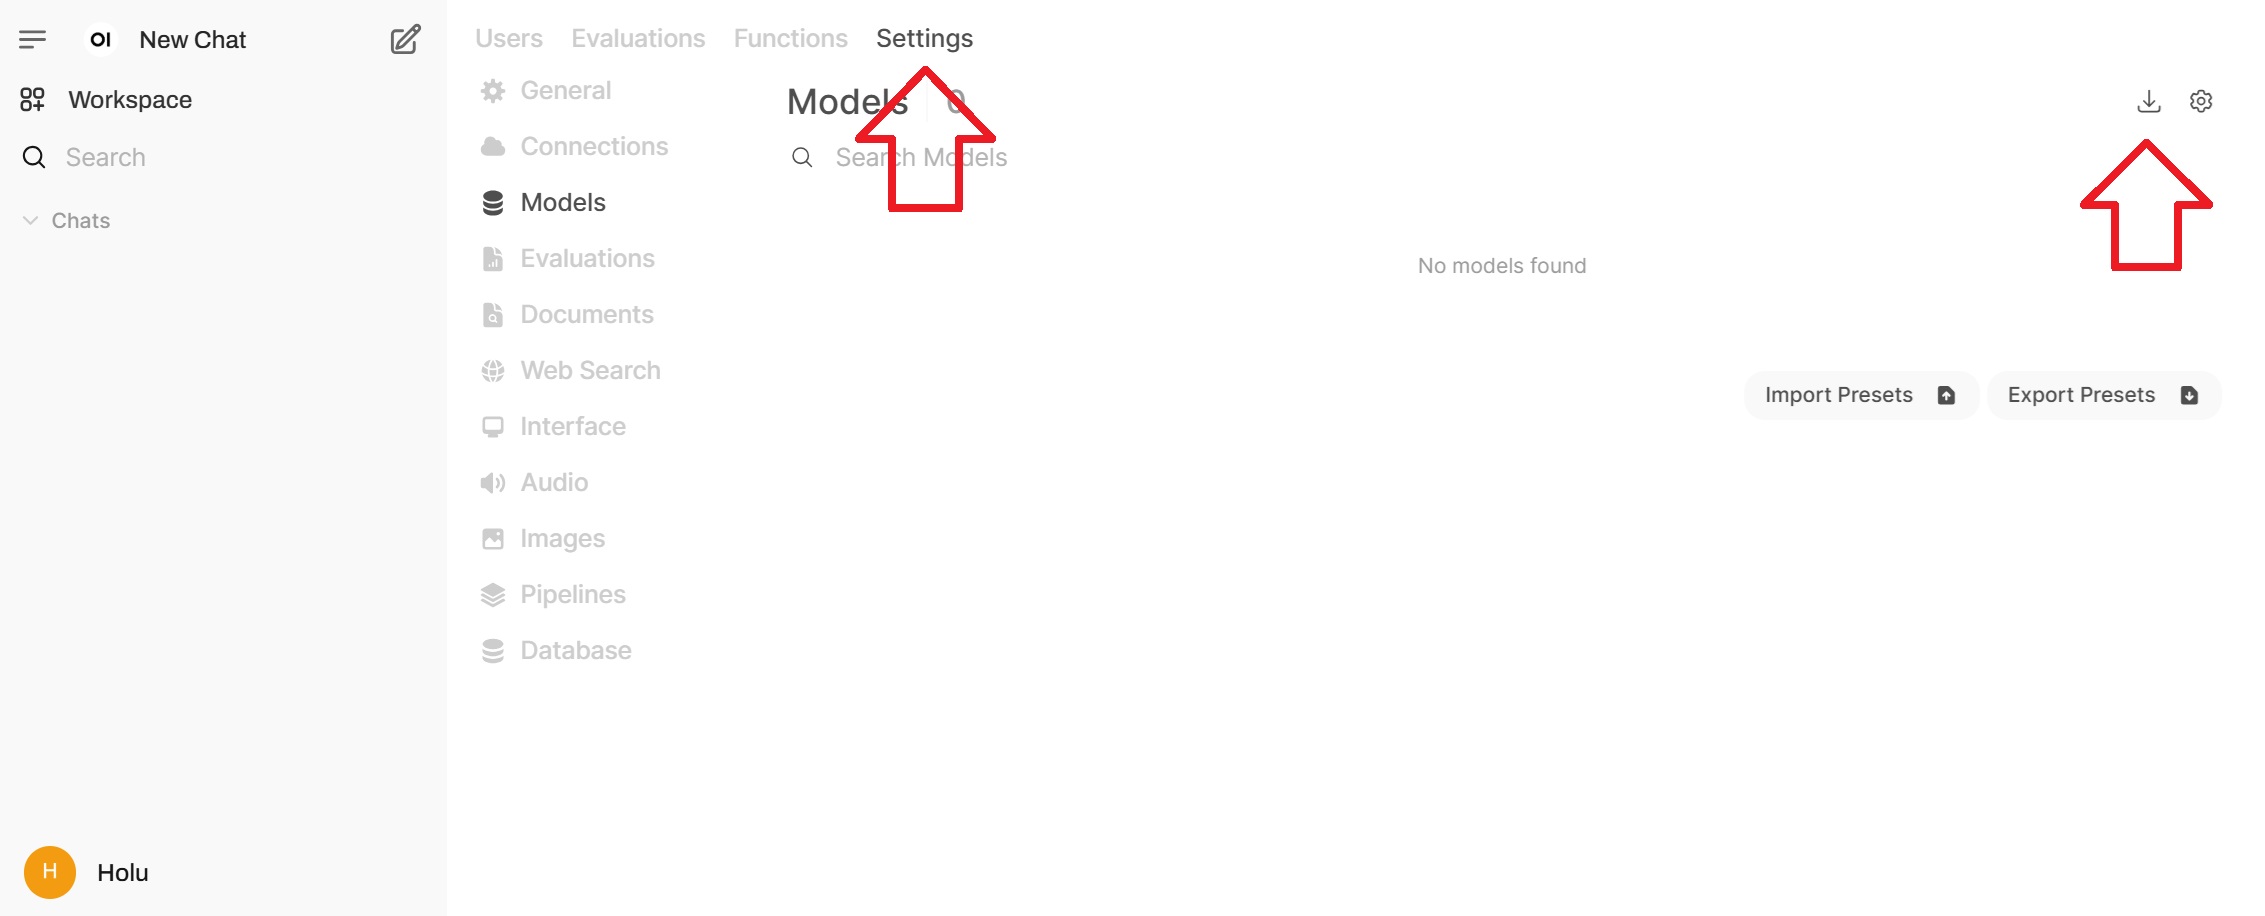 OI New Chat
Workspace
Search
Chats
H Holu
Users Evaluations Functions Settings
General
Connections
Models
Evaluations
Documents
Web Search
Interface
Audio
Images
Pipelines
Database
Models 0
Search Models
No models found
Import Presets Export Presets